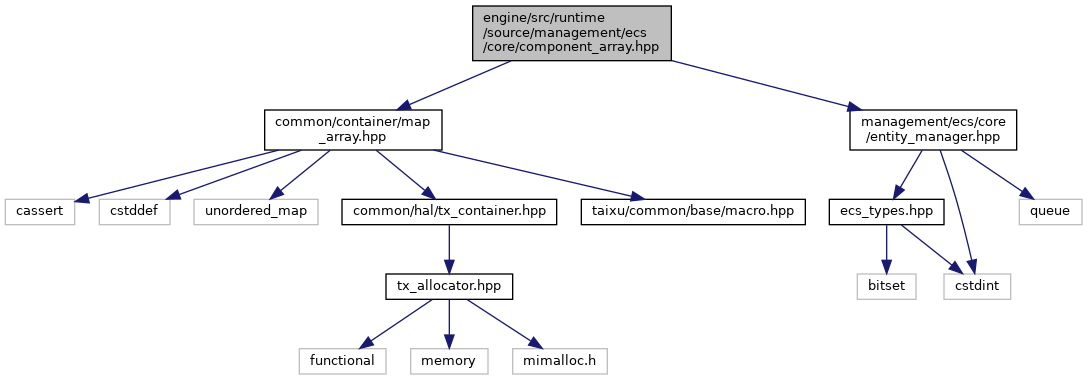 engine/src/runtime
/source/management/ecs
/core/component_array.hpp
common/container/map
_array.hpp
management/ecs/core
/entity_manager.hpp
cassert
cstddef
unordered_map
common/hal/tx_container.hpp
taixu/common/base/macro.hpp
ecs_types.hpp
queue
tx_allocator.hpp
bitset
cstdint
functional
memory
mimalloc.h